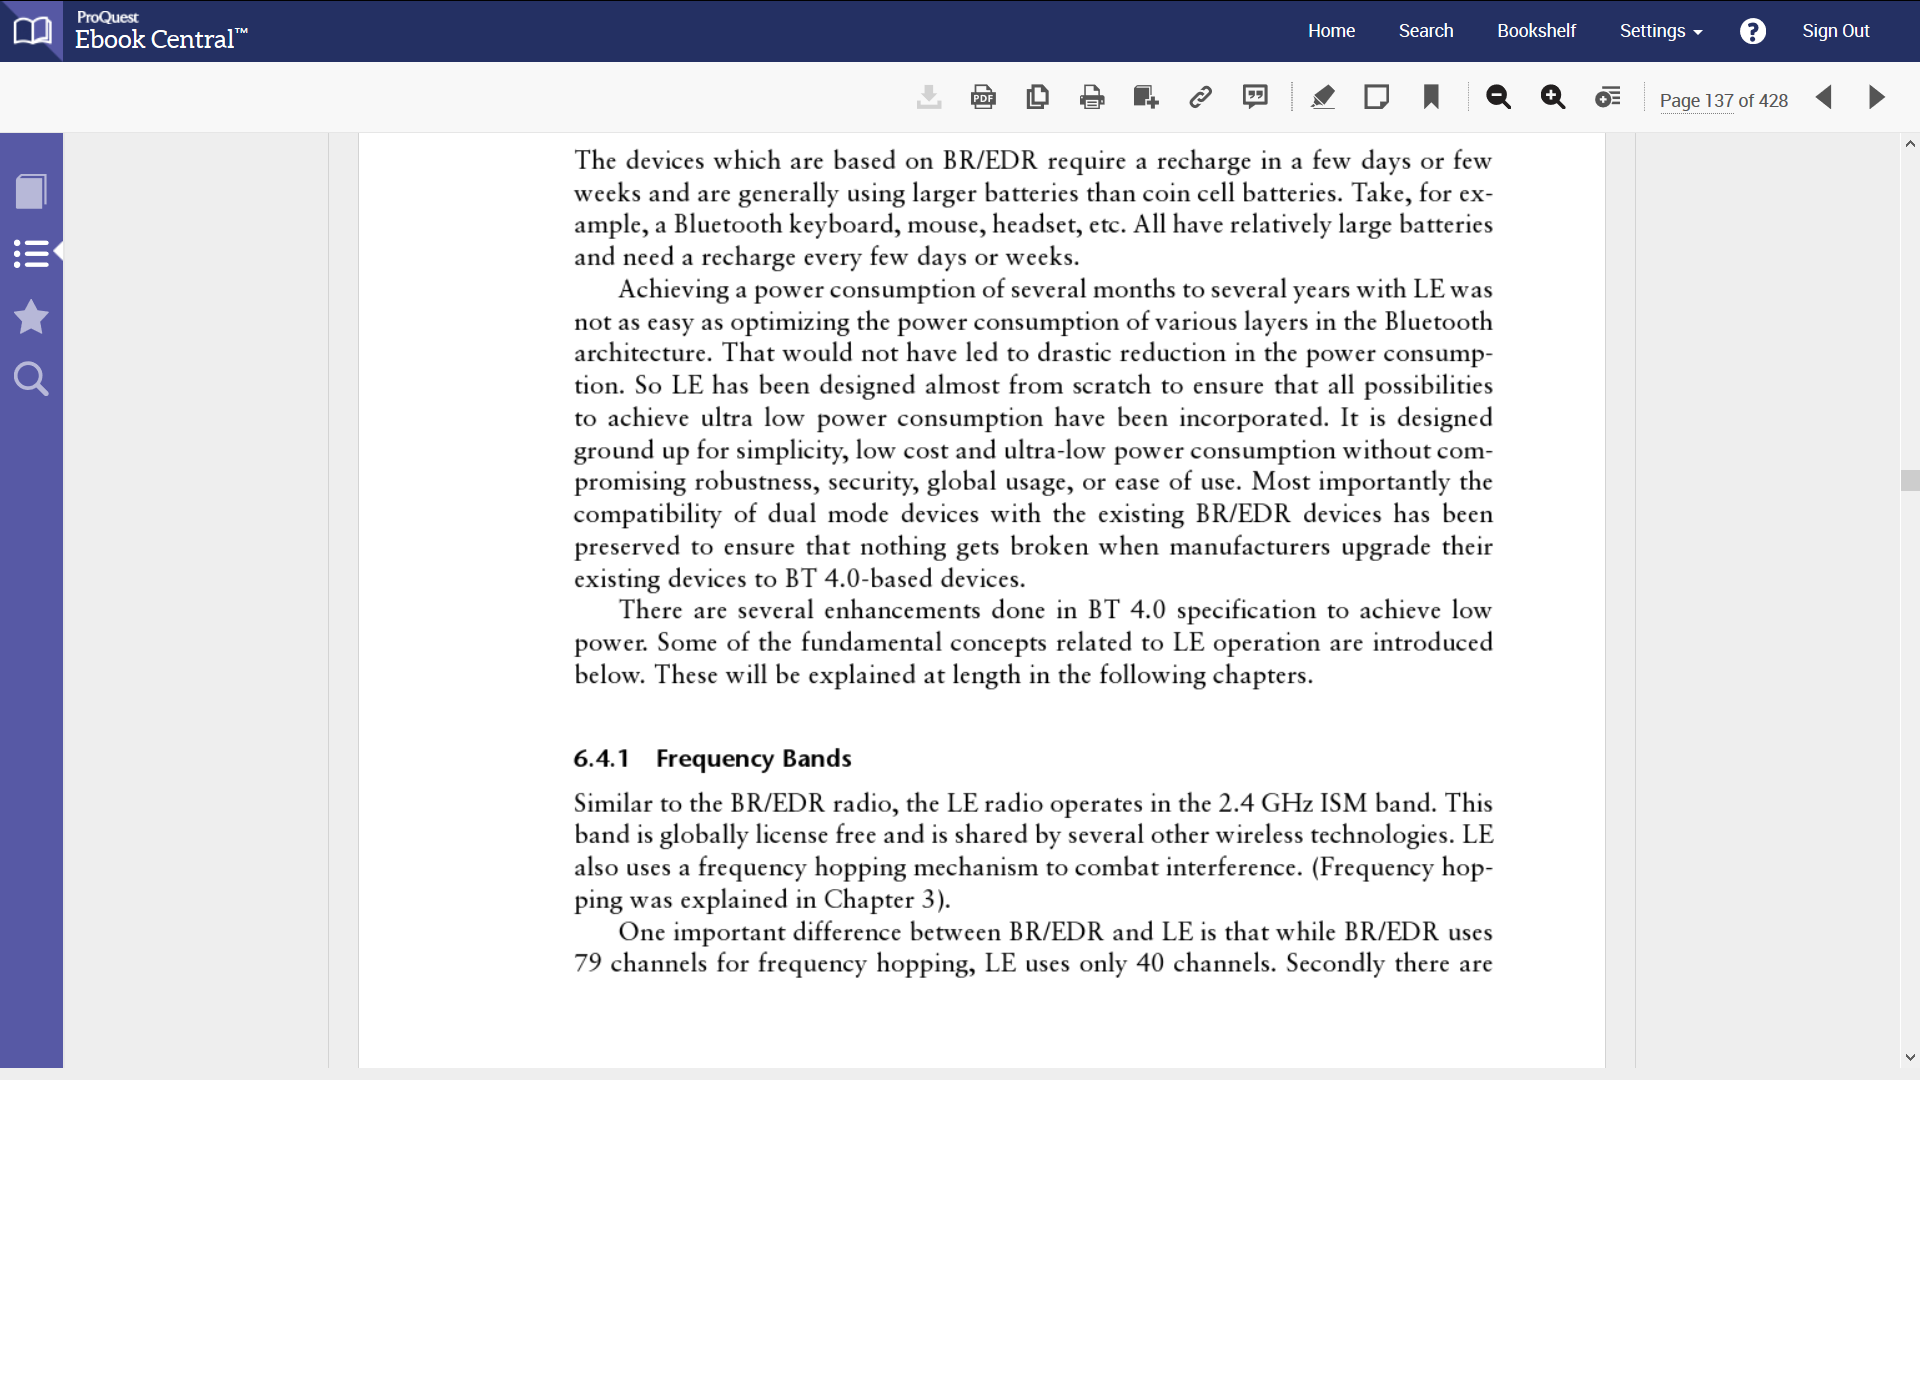 ProQuest
Ebook Central™
Home Search Bookshelf Settings ? Sign Out
PDF
Page 137 of 428
The devices which are based on BR/EDR require a recharge in a few days or few
weeks and are generally using larger batteries than coin cell batteries. Take, for ex-
ample, a Bluetooth keyboard, mouse, headset, etc. All have relatively large batteries
and need a recharge every few days or weeks.
Achieving a power consumption of several months to several years with LE was
not as easy as optimizing the power consumption of various layers in the Bluetooth
architecture. That would not have led to drastic reduction in the power consump-
tion. So LE has been designed almost from scratch to ensure that all possibilities
to achieve ultra low power consumption have been incorporated. It is designed
ground up for simplicity, low cost and ultra-low power consumption without com-
promising robustness, security, global usage, or ease of use. Most importantly the
compatibility of dual mode devices with the existing BR/EDR devices has been
preserved to ensure that nothing gets broken when manufacturers upgrade their
existing devices to BT 4.0-based devices.
There are several enhancements done in BT 4.0 specification to achieve low
power. Some of the fundamental concepts related to LE operation are introduced
below. These will be explained at length in the following chapters.
6.4.1 Frequency Bands
Similar to the BR/EDR radio, the LE radio operates in the 2.4 GHz ISM band. This
band is globally license free and is shared by several other wireless technologies. LE
also uses a frequency hopping mechanism to combat interference. (Frequency hop-
ping was explained in Chapter 3).
One important difference between BR/EDR and LE is that while BR/EDR uses
79 channels for frequency hopping, LE uses only 40 channels. Secondly there are